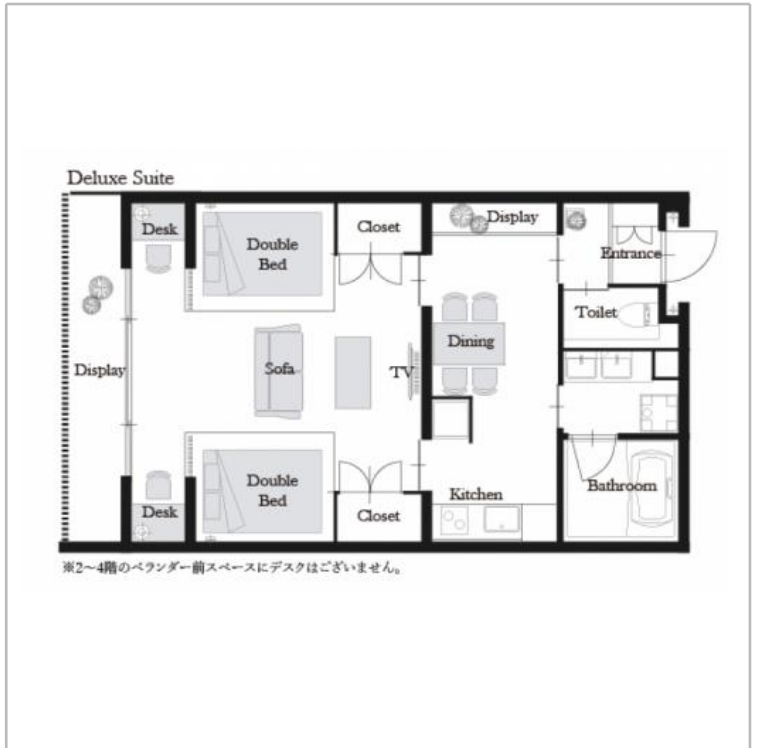 Deluxe Suite
Desk
Double
Bed
Closet
Display
Entrance
Toilet
Dining
Display
Sofa
TV
Double
Bed
Desk
Closet
Kitchen
Bathroom
※2〜4階のベランダー前スペースにデスクはございません。